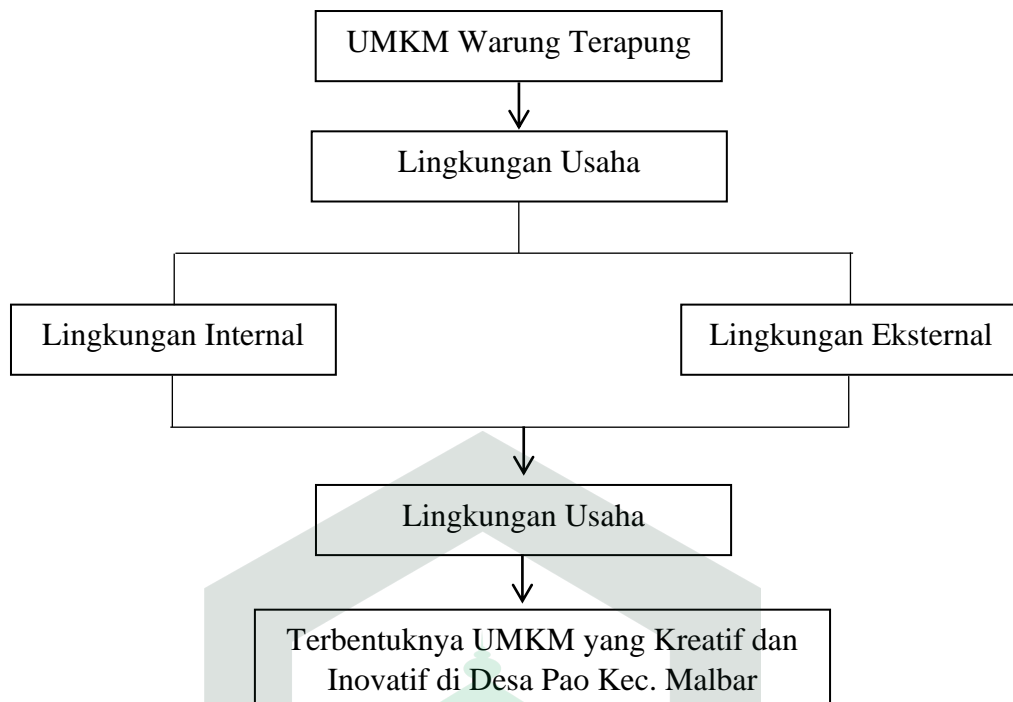 UMKM Warung Terapung
Lingkungan Usaha
Lingkungan Internal
Lingkungan Eksternal
Lingkungan Usaha
Terbentuknya UMKM yang Kreatif dan
Inovatif di Desa Pao Kec. Malbar